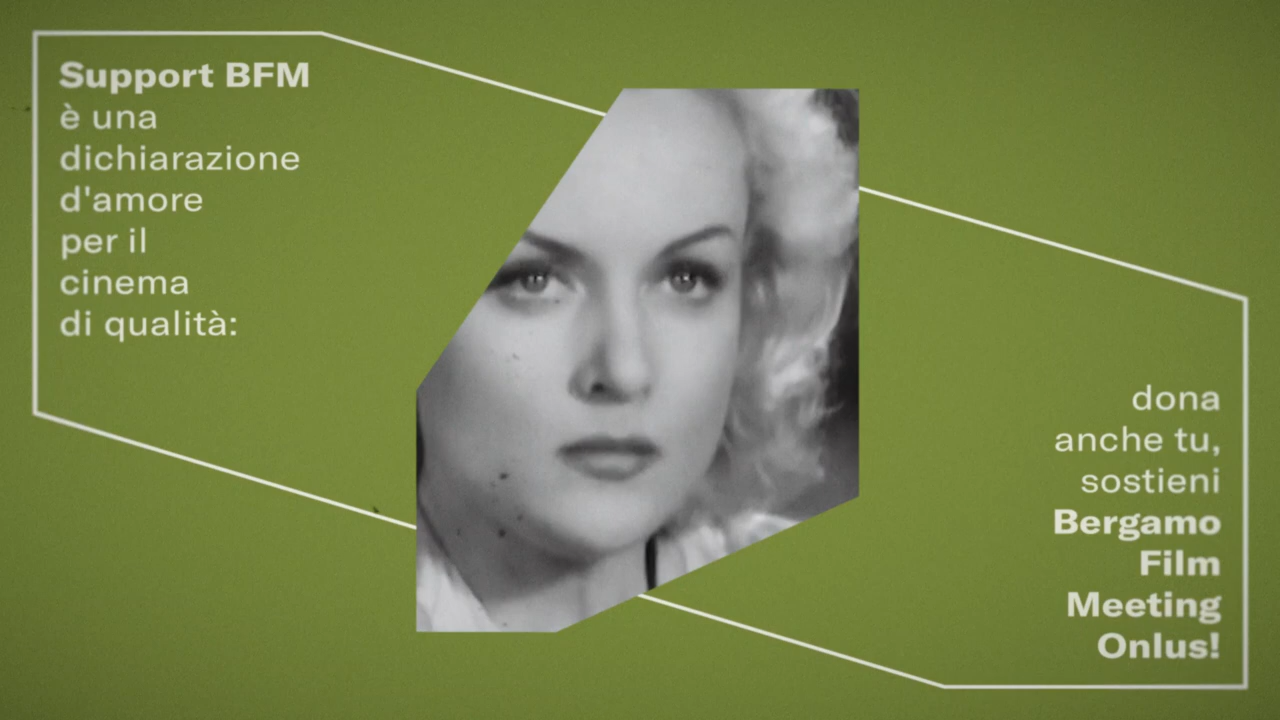 Support BFM
è una
dichiarazione
d'amore
per il
cinema
di qualità:
dona
anche tu,
sostieni
Bergamo
Film
Meeting
Onlus!